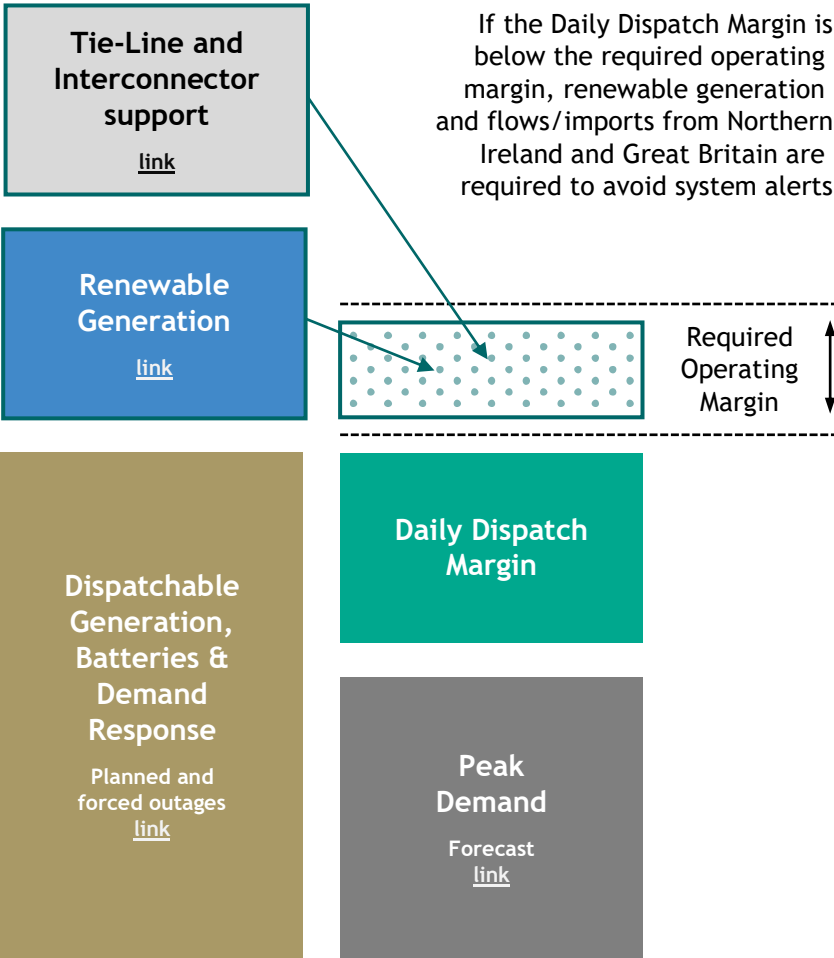 Tie-Line and
Interconnector
support
link
If the Daily Dispatch Margin is
below the required operating
margin, renewable generation
and flows/imports from Northern
Ireland and Great Britain are
required to avoid system alerts
Renewable
Generation
link
Required
Operating
Margin
Dispatchable
Generation,
Batteries &
Demand
Response
Planned and
forced outages
link
Daily Dispatch
Margin
Peak
Demand
Forecast
link